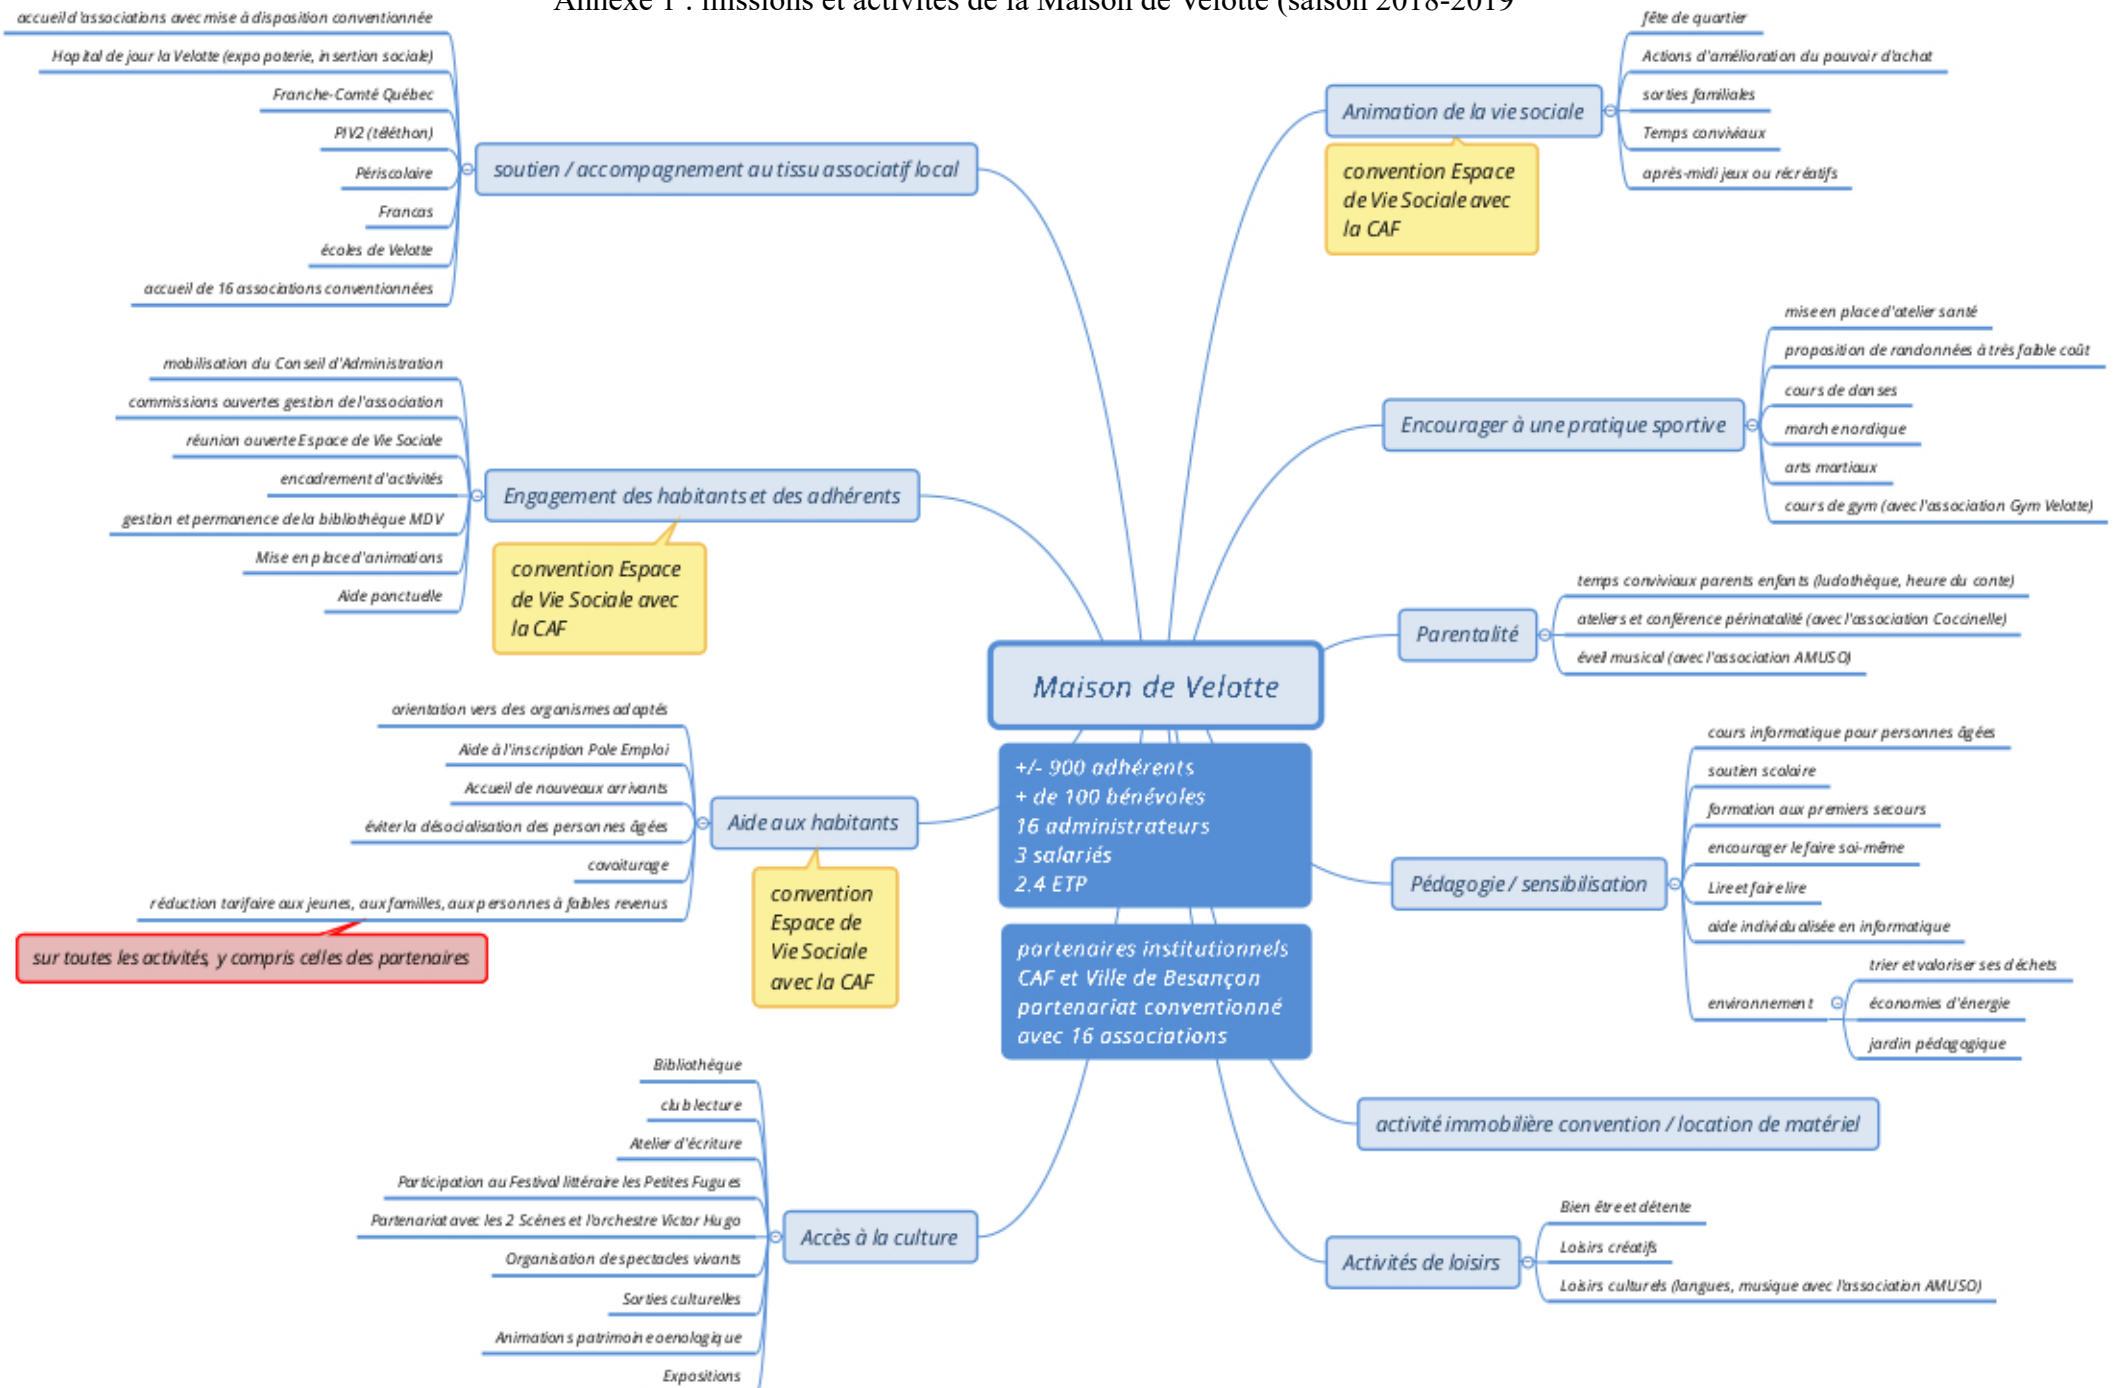 Annexe 1 : missions et activités de la Maison de Velotte (saison 2018-2019
accueil d'associations avec mise à disposition conventionnée
Hopital de jour la Velotte (expo poterie, insertion sociale)
Franche-Comté Québec
PIV2 (téléthon)
Périscolaire
Francas
écoles de Velotte
accueil de 16 associations conventionnées
soutien / accompagnement au tissu associatif local
mobilisation du Conseil d'Administration
commissions ouvertes gestion de l'association
réunion ouverte Espace de Vie Sociale
encadrement d'activités
gestion et permanence de la bibliothèque MDV
Mise en place d'animations
Aide ponctuelle
Engagement des habitants et des adhérents
convention Espace
de Vie Sociale avec
la CAF
orientation vers des organismes adaptés
Aide à l'inscription Pole Emploi
Accueil de nouveaux arrivants
éviter la désocialisation des personnes âgées
covoiturage
réduction tarifaire aux jeunes, aux familles, aux personnes à faibles revenus
sur toutes les activités, y compris celles des partenaires
Aide aux habitants
convention
Espace de
Vie Sociale
avec la CAF
Bibliothèque
club lecture
Atelier d'écriture
Participation au Festival littéraire les Petites Fugues
Partenariat avec les 2 Scènes et l'orchestre Victor Hugo
Organisation de spectacles vivants
Sorties culturelles
Animations patrimoine oenologique
Expositions
Accès à la culture
Maison de Velotte
+/- 900 adhérents
+ de 100 bénévoles
16 administrateurs
3 salariés
2.4 ETP
partenaires institutionnels
CAF et Ville de Besançon
partenariat conventionné
avec 16 associations
Animation de la vie sociale
convention Espace
de Vie Sociale avec
la CAF
fête de quartier
Actions d'amélioration du pouvoir d'achat
sorties familiales
Temps conviviaux
après-midi jeux ou récréatifs
Encourager à une pratique sportive
mise en place d'atelier santé
proposition de randonnées à très faible coût
cours de danses
marche nordique
arts martiaux
cours de gym (avec l'association Gym Velotte)
Parentalité
temps conviviaux parents enfants (ludothèque, heure du conte)
ateliers et conférence périnatalité (avec l'association Coccinelle)
éveil musical (avec l'association AMUSO)
Pédagogie / sensibilisation
cours informatique pour personnes âgées
soutien scolaire
formation aux premiers secours
encourager le faire soi-même
Lire et faire lire
aide individualisée en informatique
environnement
trier et valoriser ses déchets
économies d'énergie
jardin pédagogique
activité immobilière convention / location de matériel
Activités de loisirs
Bien être et détente
Loisirs créatifs
Loisirs culturels (langues, musique avec l'association AMUSO)